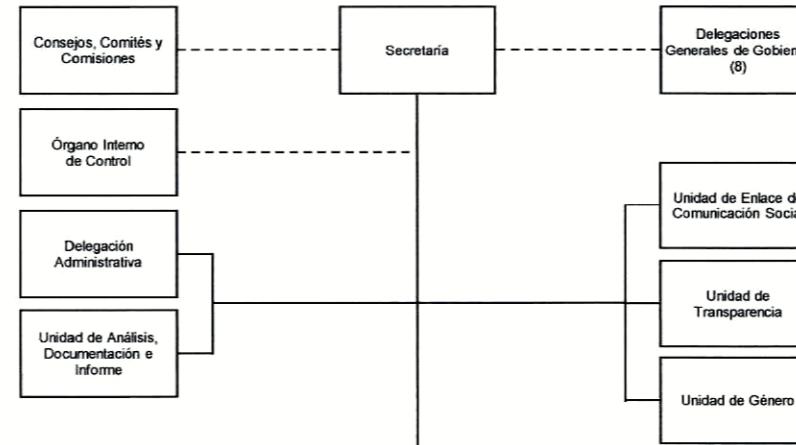 Consejos, Comités y
Comisiones
Secretaría
Delegaciones
Generales de
(8)
Órgano Interno
de Control
Unidad de Enlace
Comunicación
Delegación
Administrativa
Unidad de
Transparencia
Unidad de Análisis,
Documentación e
Informe
Unidad de Género